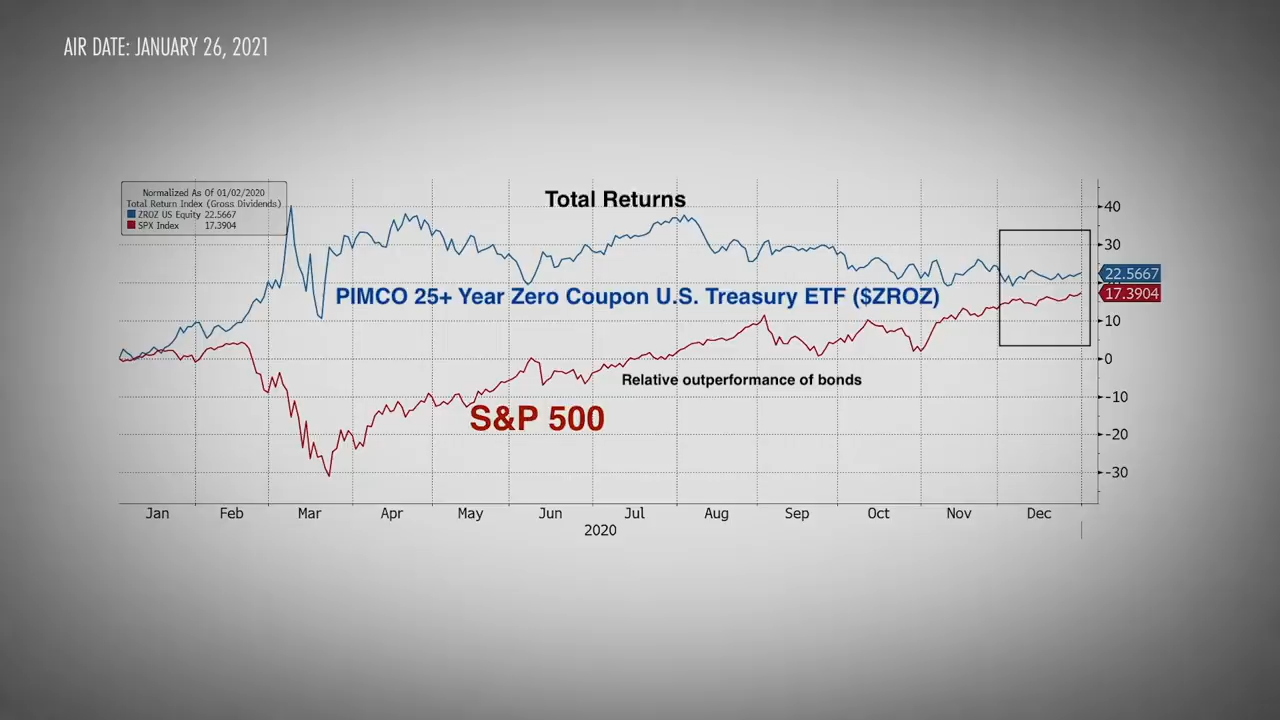 AIR DATE: JANUARY 26, 2021
Normalized As Of 01/02/2020
Total Return Index (Gross Dividends)
ZROZ US Equity 22.5667
SPX Index 17.3904
Total Returns
40
30
PIMCO 25+ Year Zero Coupon U.S. Treasury ETF ($ZROZ)
22.5667
17.3904
10
0
Relative outperformance of bonds
-10
S&P 500
-20
-30
Jan Feb Mar Apr May Jun Jul Aug Sep Oct Nov Dec
2020